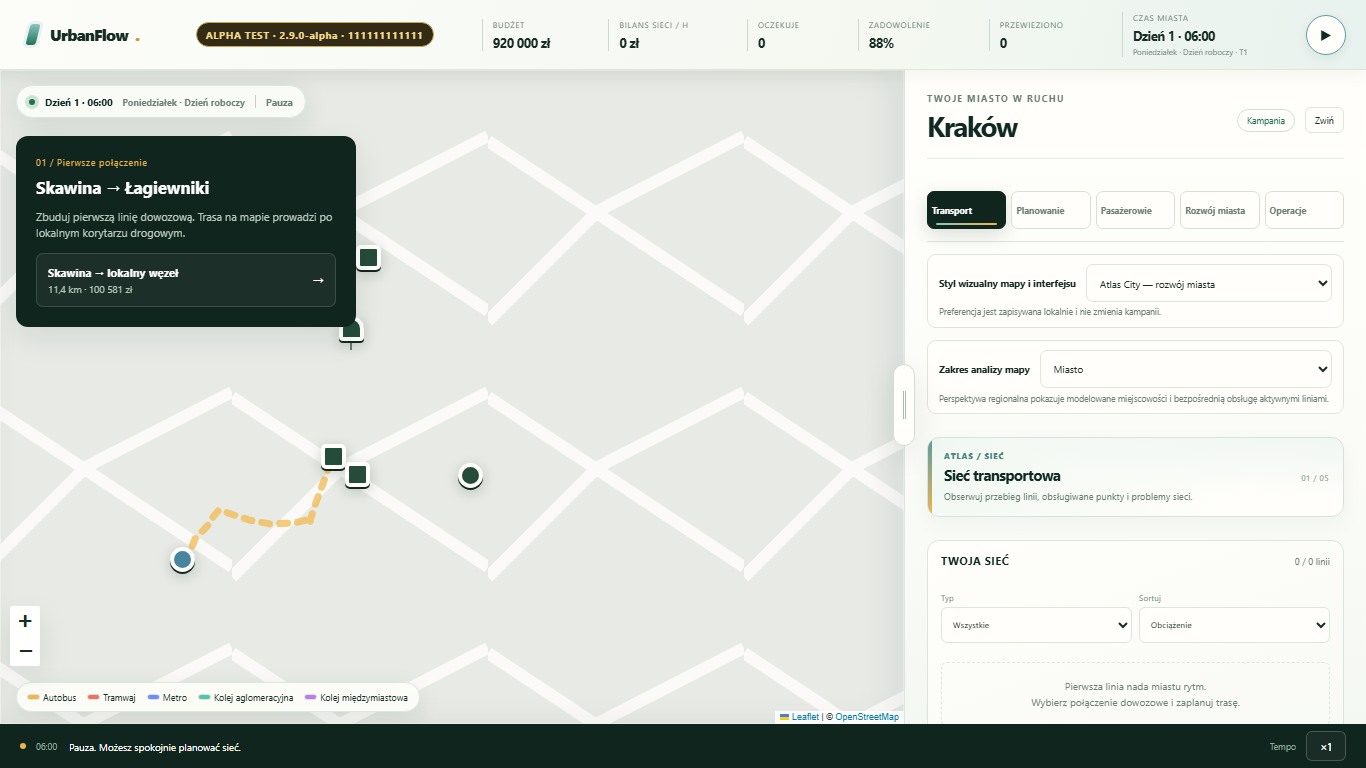 UrbanFlow .
ALPHA TEST · 2.9.0-alpha · 111111111111
BUDŻET
920 000 zł
BILANS SIECI / H
0 zł
OCZEKUJE
0
ZADOWOLENIE
88%
PRZEWIEZIONO
0
CZAS MIASTA
Dzień 1 · 06:00
Poniedziałek · Dzień roboczy · T1
Dzień 1 · 06:00 Poniedziałek · Dzień roboczy Pauza
01 / Pierwsze połączenie
Skawina → Łagiewniki
Zbuduj pierwszą linię dowozową. Trasa na mapie prowadzi po
lokalnym korytarzu drogowym.
Skawina → lokalny węzeł
11,4 km · 100 581 zł
→
+
−
Autobus Tramwaj Metro Kolej aglomeracyjna Kolej międzymiastowa
Leaflet | © OpenStreetMap
TWOJE MIASTO W RUCHU
Kraków
Kampania
Zwiń
Transport
Planowanie
Pasażerowie
Rozwój miasta
Operacje
Styl wizualny mapy i interfejsu
Atlas City — rozwój miasta
Preferencja jest zapisywana lokalnie i nie zmienia kampanii.
Zakres analizy mapy
Miasto
Perspektywa regionalna pokazuje modelowane miejscowości i bezpośrednią obsługę aktywnymi liniami.
ATLAS / SIEĆ
Sieć transportowa
01 / 05
Obserwuj przebieg linii, obsługiwane punkty i problemy sieci.
TWOJA SIEĆ
0 / 0 linii
Typ
Wszystkie
Sortuj
Obciążenie
Pierwsza linia nada miastu rytm.
Wybierz połączenie dowozowe i zaplanuj trasę.
06:00 Pauza. Możesz spokojnie planować sieć.
Tempo
×1